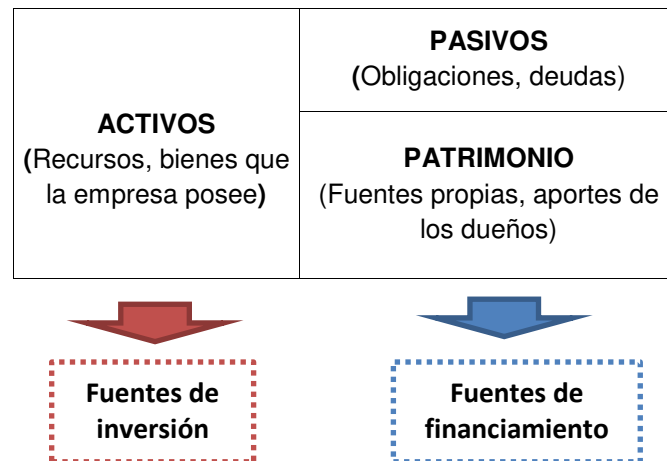 ACTIVOS
(Recursos, bienes que
la empresa posee)
PASIVOS
(Obligaciones, deudas)
PATRIMONIO
(Fuentes propias, aportes de
los dueños)
Fuentes de
inversión
Fuentes de
financiamiento